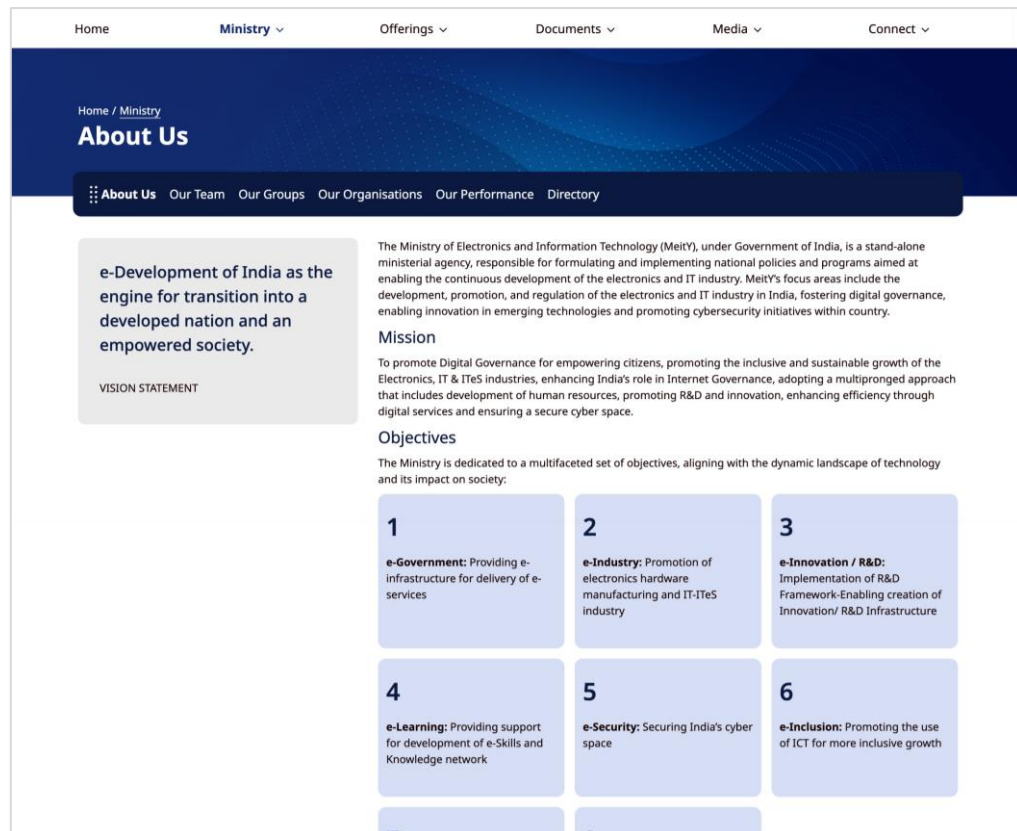 Home Ministry Offerings Documents Media Connect
Home / Ministry
About Us
About Us Our Team Our Groups Our Organisations Our Performance Directory
e-Development of India as the
engine for transition into a
developed nation and an
empowered society.
VISION STATEMENT
The Ministry of Electronics and Information Technology (MeitY), under Government of India, is a stand-alone
ministerial agency, responsible for formulating and implementing national policies and programs aimed at
enabling the continuous development of the electronics and IT industry. MeitY's focus areas include the
development, promotion, and regulation of the electronics and IT industry in India, fostering digital governance,
enabling innovation in emerging technologies and promoting cybersecurity initiatives within country.
Mission
To promote Digital Governance for empowering citizens, promoting the inclusive and sustainable growth of the
Electronics, IT & ITeS industries, enhancing India's role in Internet Governance, adopting a multipronged approach
that includes development of human resources, promoting R&D and innovation, enhancing efficiency through
digital services and ensuring a secure cyber space.
Objectives
The Ministry is dedicated to a multifaceted set of objectives, aligning with the dynamic landscape of technology
and its impact on society:
1
e-Government: Providing e-
infrastructure for delivery of e-
services
2
e-Industry: Promotion of
electronics hardware
manufacturing and IT-ITeS
industry
3
e-Innovation / R&D:
Implementation of R&D
Framework-Enabling creation of
Innovation/ R&D Infrastructure
4
e-Learning: Providing support
for development of e-Skills and
Knowledge network
5
e-Security: Securing India's cyber
space
6
e-Inclusion: Promoting the use
of ICT for more inclusive growth